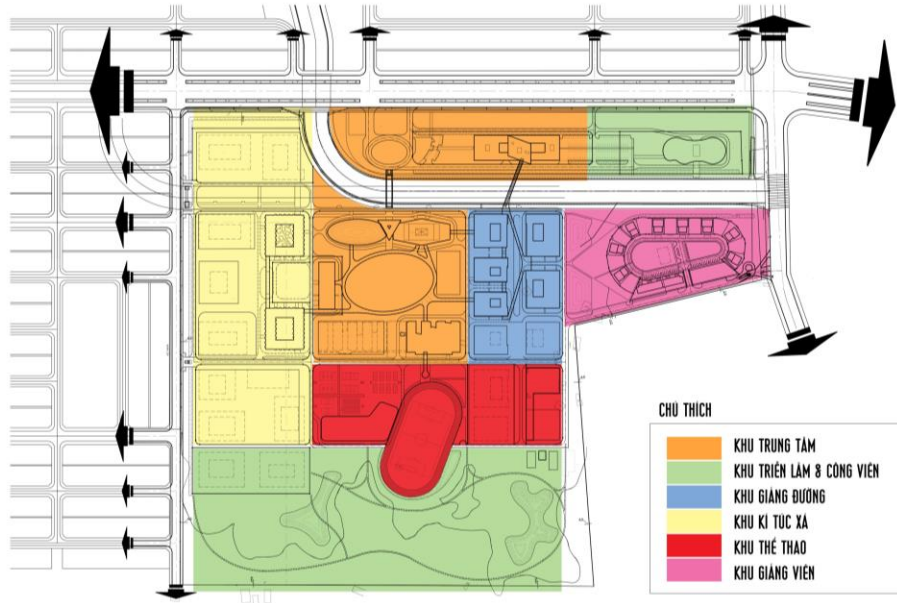 CHÚ THÍCH
KHU TRUNG TÂM
KHU TRIỂN LÃM & CÔNG VIÊN
KHU GIẢNG ĐƯỜNG
KHU KÍ TÚC XÁ
KHU THỂ THAO
KHU GIẢNG VIÊN